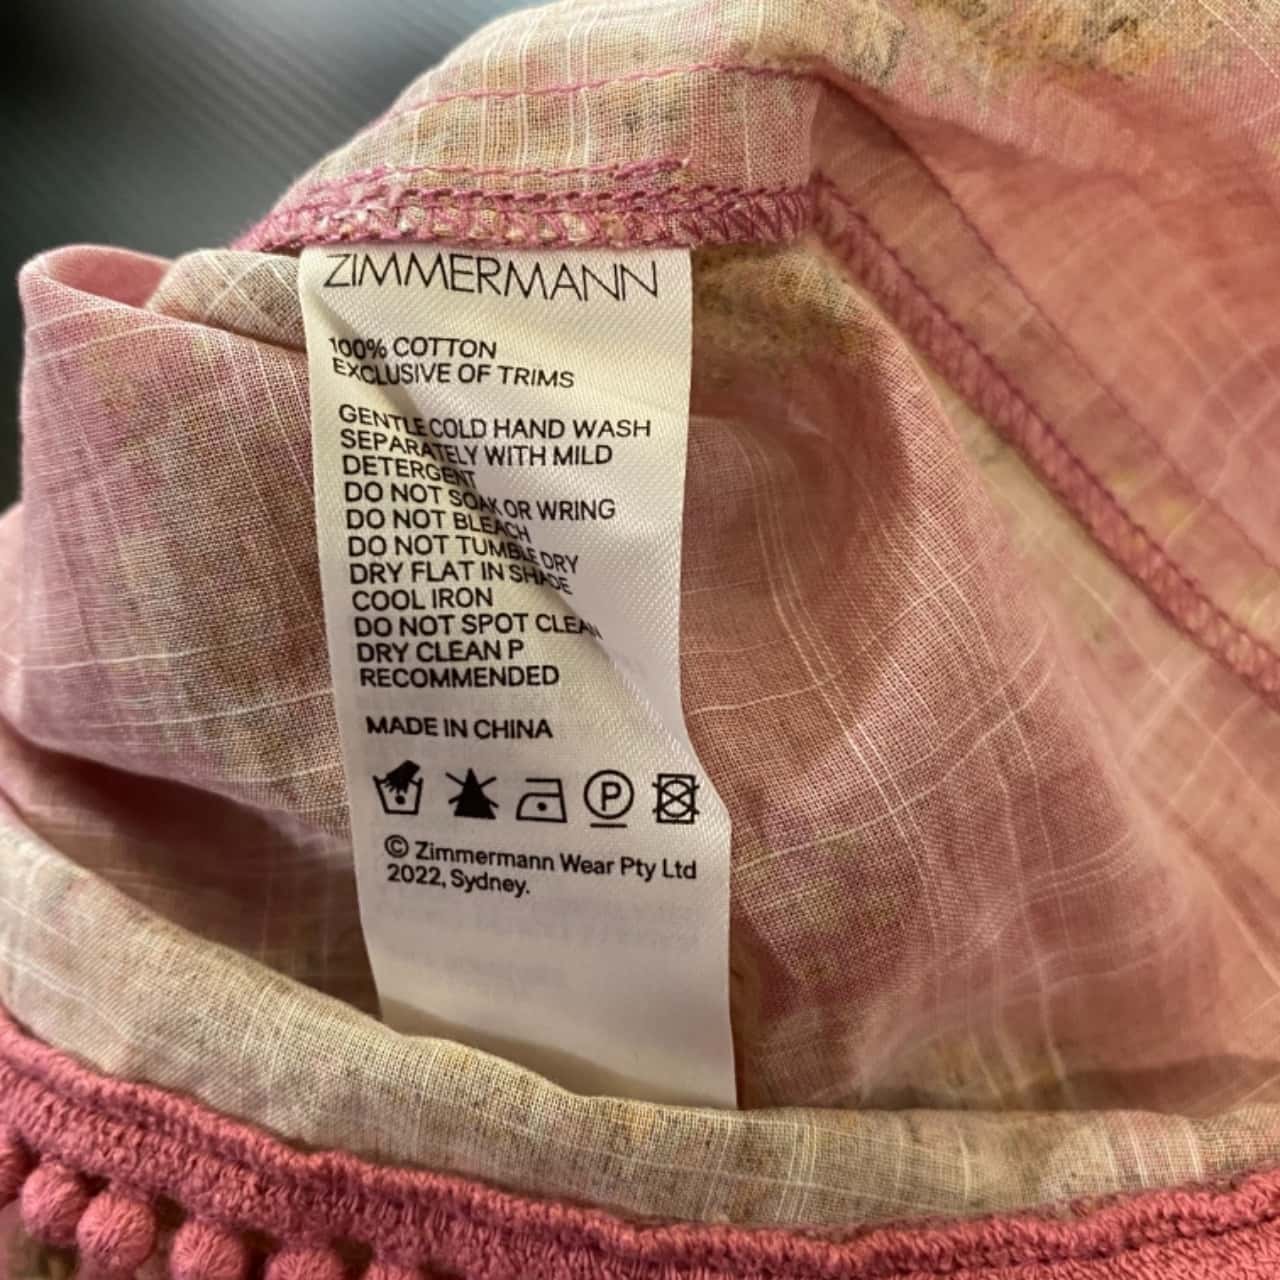 ZIMMERMANN
100% COTTON
EXCLUSIVE OF TRIMS
GENTLE COLD HAND WASH
SEPARATELY WITH MILD
DETERGENT
DO NOT SOAK OR WRING
DO NOT BLEACH
DO NOT TUMBLE DRY
DRY FLAT IN SHADE
COOL IRON
DO NOT SPOT CLEAN
DRY CLEAN P
RECOMMENDED
MADE IN CHINA
P
© Zimmermann Wear Pty Ltd
2022, Sydney.